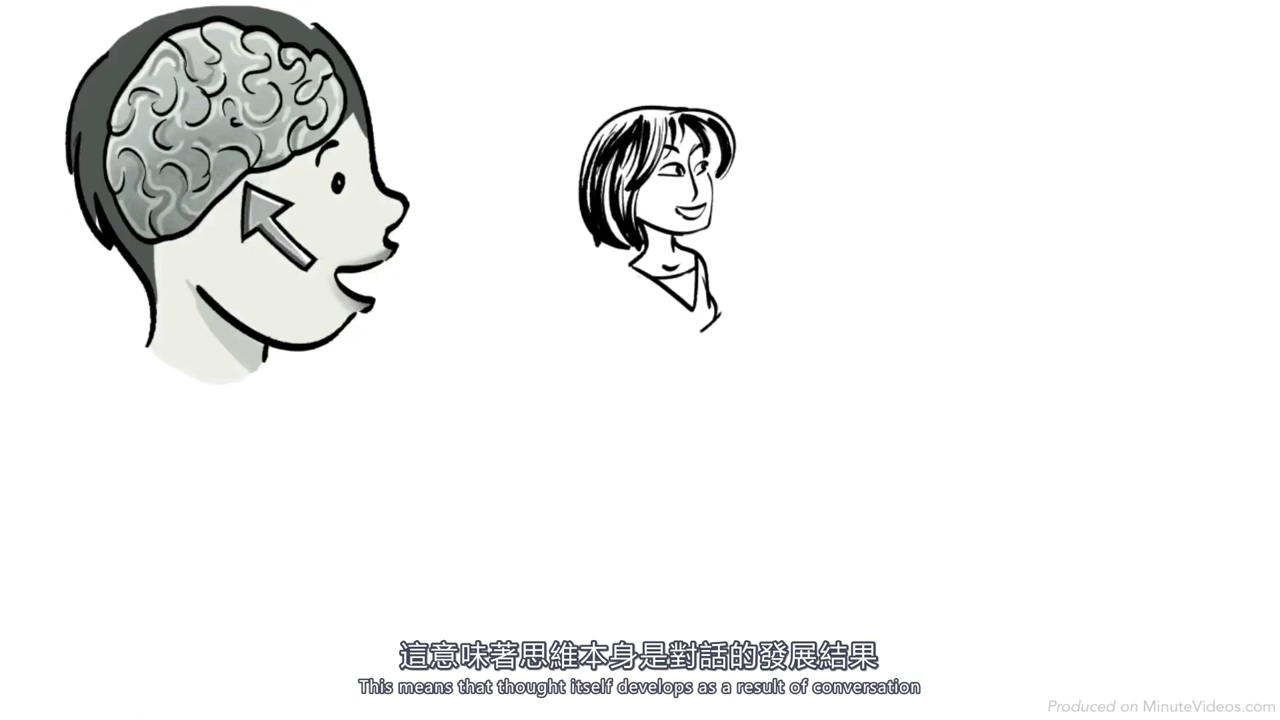 這意味著思維本身是對話的發展結果
This means that thought itself develops as a result of conversation
Produced on MinuteVideos.com